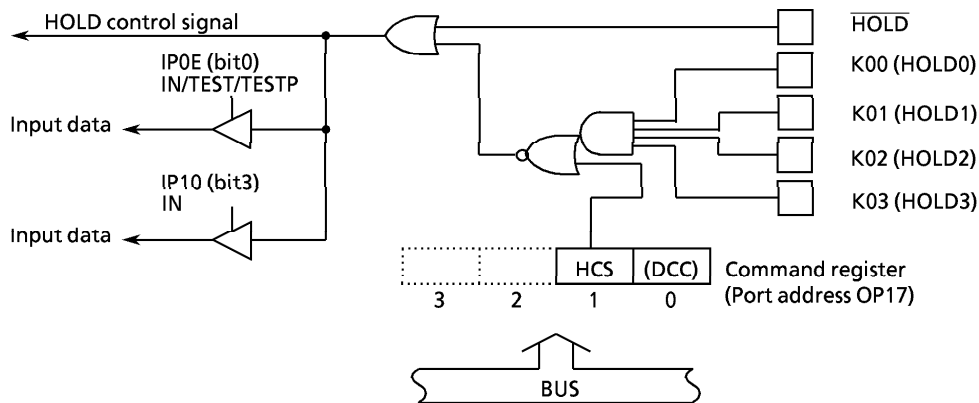 HOLD control signal
HOLD
IP0E (bit0)
IN/TEST/TESTP
K00 (HOLD0)
K01 (HOLD1)
Input data
K02 (HOLD2)
IP10 (bit3)
IN
K03 (HOLD3)
Input data
HCS
(DCC)
Command register
(Port address OP17)
3
2
1
0
BUS